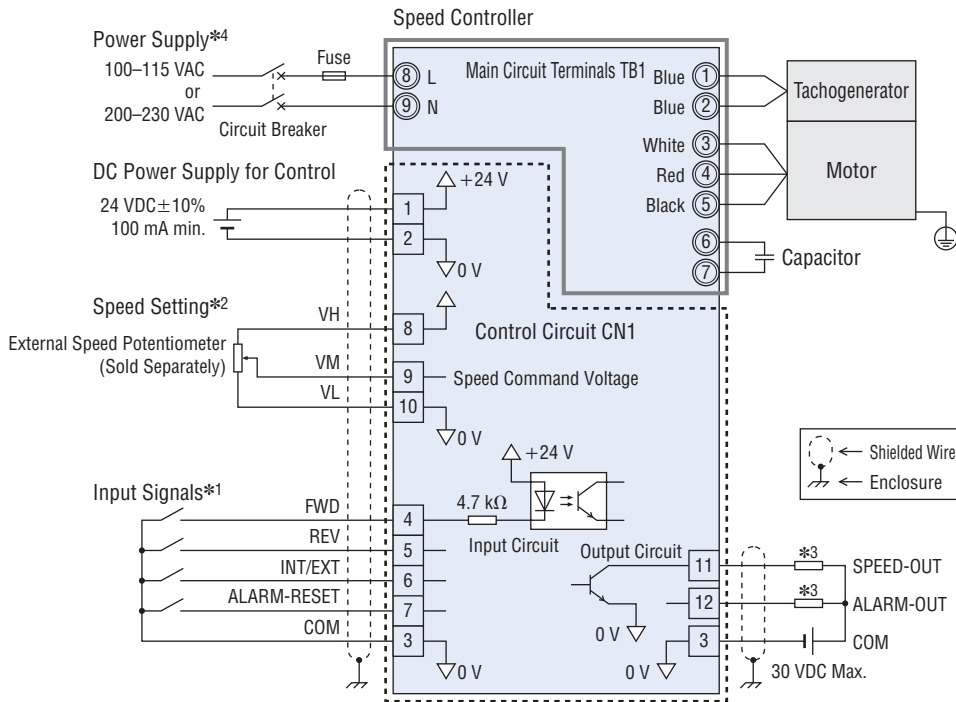 Speed Controller
Power Supply*4
100–115 VAC
or
200–230 VAC
Fuse
Circuit Breaker
8 L
9 N
Main Circuit Terminals TB1
Blue 1
Blue 2
White 3
Red 4
Black 5
6
7
Tachogenerator
Motor
Capacitor
DC Power Supply for Control
24 VDC±10%
100 mA min.
1
+24 V
2
0 V
Speed Setting*2
External Speed Potentiometer
(Sold Separately)
VH
8
VM
9
VL
10
Control Circuit CN1
Speed Command Voltage
0 V
+24 V
4.7 kΩ
Input Circuit
Input Signals*1
FWD
4
REV
5
INT/EXT
6
ALARM-RESET
7
COM
3
0 V
Output Circuit
0 V
0 V
11
*3
SPEED-OUT
12
*3
ALARM-OUT
3
COM
30 VDC Max.
Shielded Wire
Enclosure